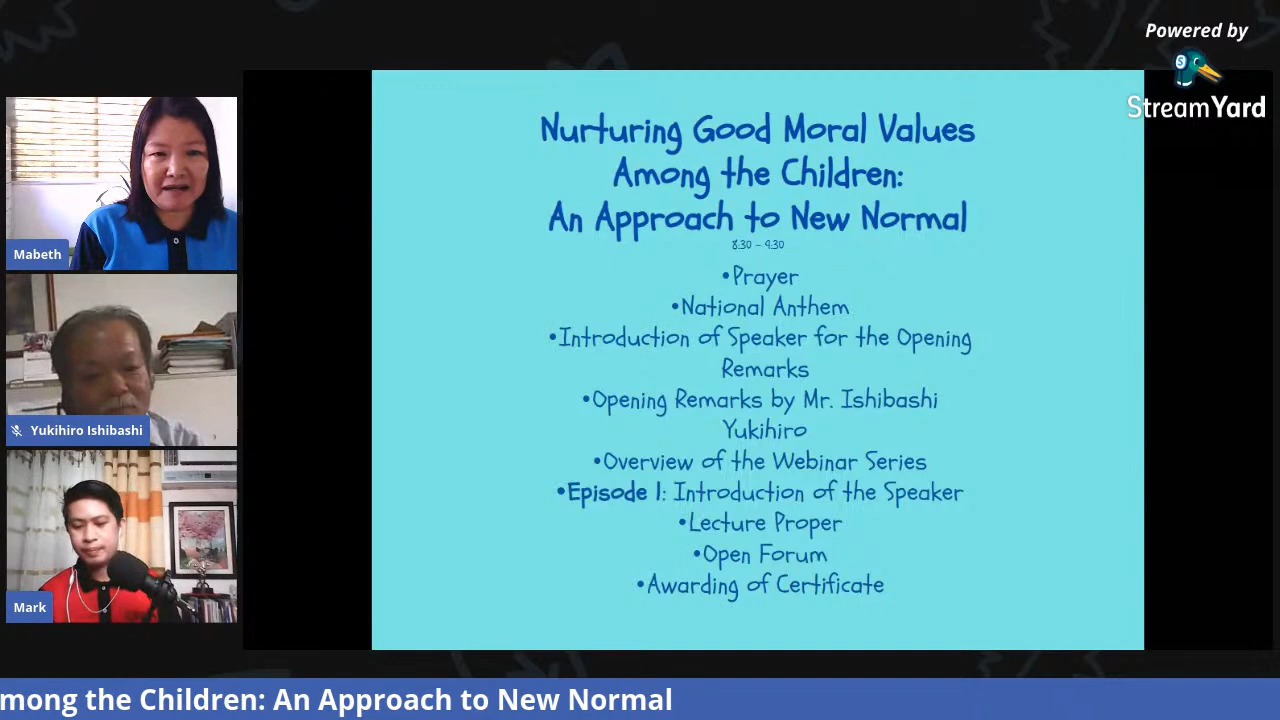 Powered by
StreamYard
Nurturing Good Moral Values
Among the Children:
An Approach to New Normal
8:30 - 9:30
•Prayer
•National Anthem
•Introduction of Speaker for the Opening
Remarks
•Opening Remarks by Mr. Ishibashi
Yukihiro
•Overview of the Webinar Series
•Episode 1: Introduction of the Speaker
•Lecture Proper
•Open Forum
•Awarding of Certificate
Mabeth
Yukihiro Ishibashi
Mark
mong the Children: An Approach to New Normal